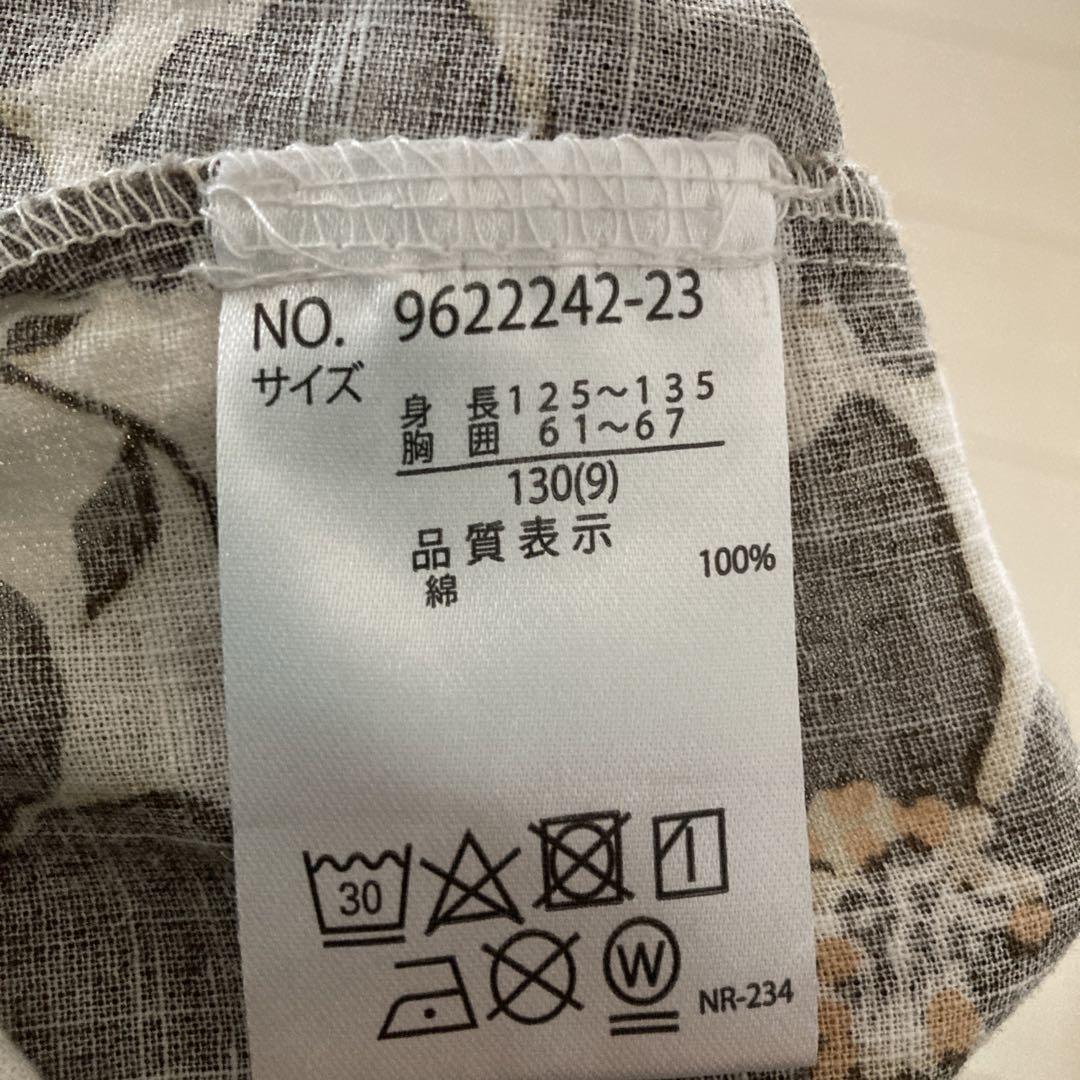 NO. 9622242-23
サイズ
身長125～135
胸囲 61～67
130(9)
品質表示
綿 100%
30
W
NR-234